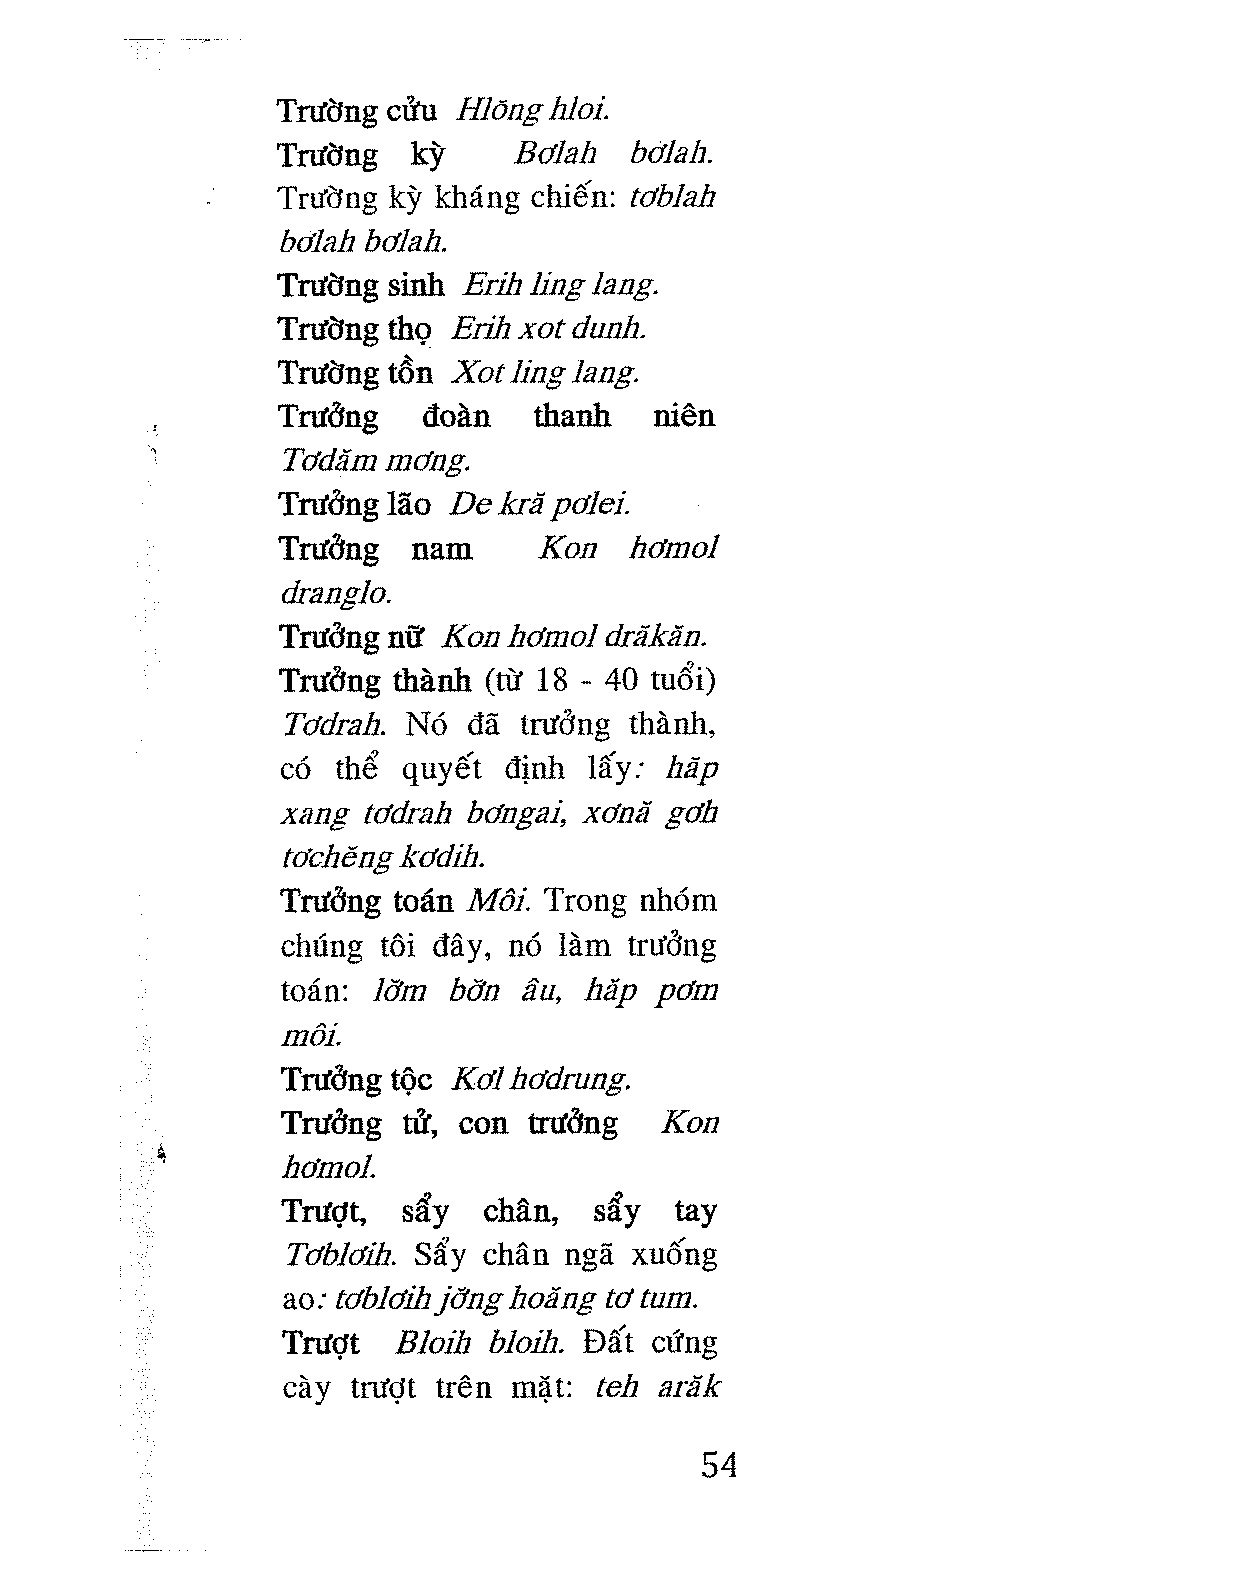 Trường cửu Hlŏng hloi.
Trường kỳ Bơlah bơlah.
Trường kỳ kháng chiến: tơblah
bơlah bơlah.
Trường sinh Erih ling lang.
Trường thọ Erih xot dunh.
Trường tồn Xot ling lang.
Trưởng đoàn thanh niên
Tơdăm mơng.
Trưởng lão De kră pơlei.
Trưởng nam Kon hơmol
dranglo.
Trưởng nữ Kon hơmol drăkăn.
Trưởng thành (từ 18 - 40 tuổi)
Tơdrah. Nó đã trưởng thành,
có thể quyết định lấy: hăp
xang tơdrah bơngai, xơnă gơh
tơchĕng kơdih.
Trưởng toán Môi. Trong nhóm
chúng tôi đây, nó làm trưởng
toán: lơ̆m bơ̆n âu, hăp pơm
môi.
Trưởng tộc Kơl hơdrung.
Trưởng tử, con trưởng Kon
hơmol.
Trượt, sẩy chân, sẩy tay
Tơblơih. Sẩy chân ngã xuống
ao: tơblơih jơ̆ng hoăng tơ tum.
Trượt Bloih bloih. Đất cứng
cày trượt trên mặt: teh arăk
54